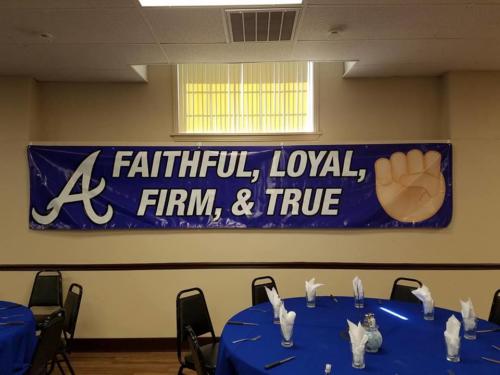 A FAITHFUL, LOYAL,
FIRM, & TRUE